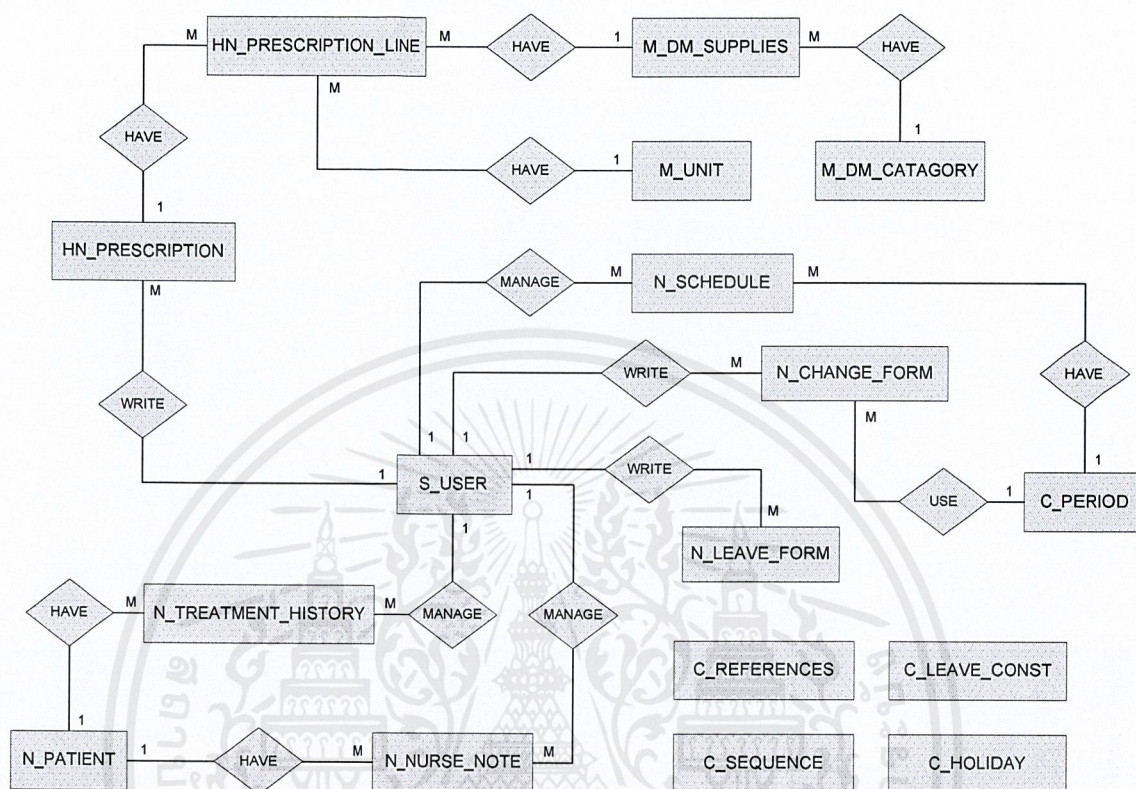 M HN_PRESCRIPTION_LINE M HAVE 1 M_DM_SUPPLIES M HAVE
M
HAVE
1 1
HAVE 1 M_UNIT M_DM_CATAGORY
HN_PRESCRIPTION
M
MANAGE M N_SCHEDULE M
WRITE M N_CHANGE_FORM
HAVE
M
WRITE
1 1
1 WRITE
1 S_USER 1
1
M
USE 1 C_PERIOD
N_LEAVE_FORM
1
HAVE M N_TREATMENT_HISTORY M MANAGE MANAGE
C_REFERENCES C_LEAVE_CONST
1
N_PATIENT 1 HAVE M N_NURSE_NOTE M
C_SEQUENCE C_HOLIDAY